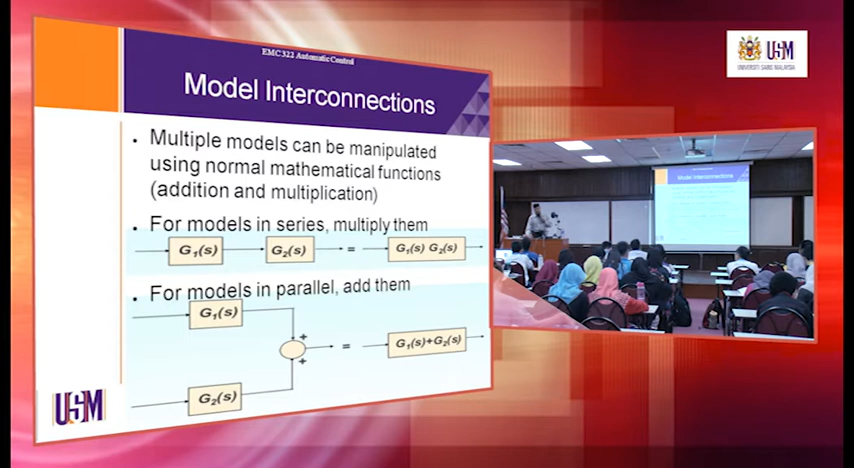 EMC322 Automatic Control
Model Interconnections
• Multiple models can be manipulated
using normal mathematical functions
(addition and multiplication)
• For models in series, multiply them
G1(s) G2(s) = G1(s) G2(s)
• For models in parallel, add them
G1(s)
+
= G1(s)+G2(s)
+
G2(s)
USM
USM
UNIVERSITI SAINS MALAYSIA
Model Interconnections